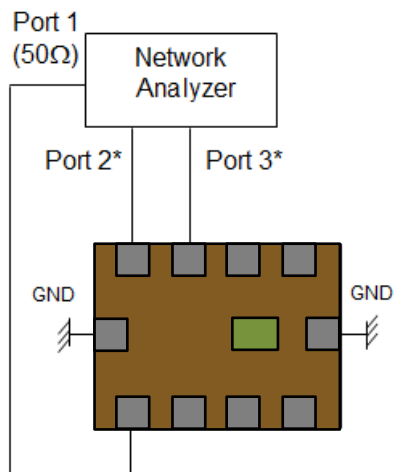 Port 1
(50Ω)
Network
Analyzer
Port 2*
Port 3*
GND
GND